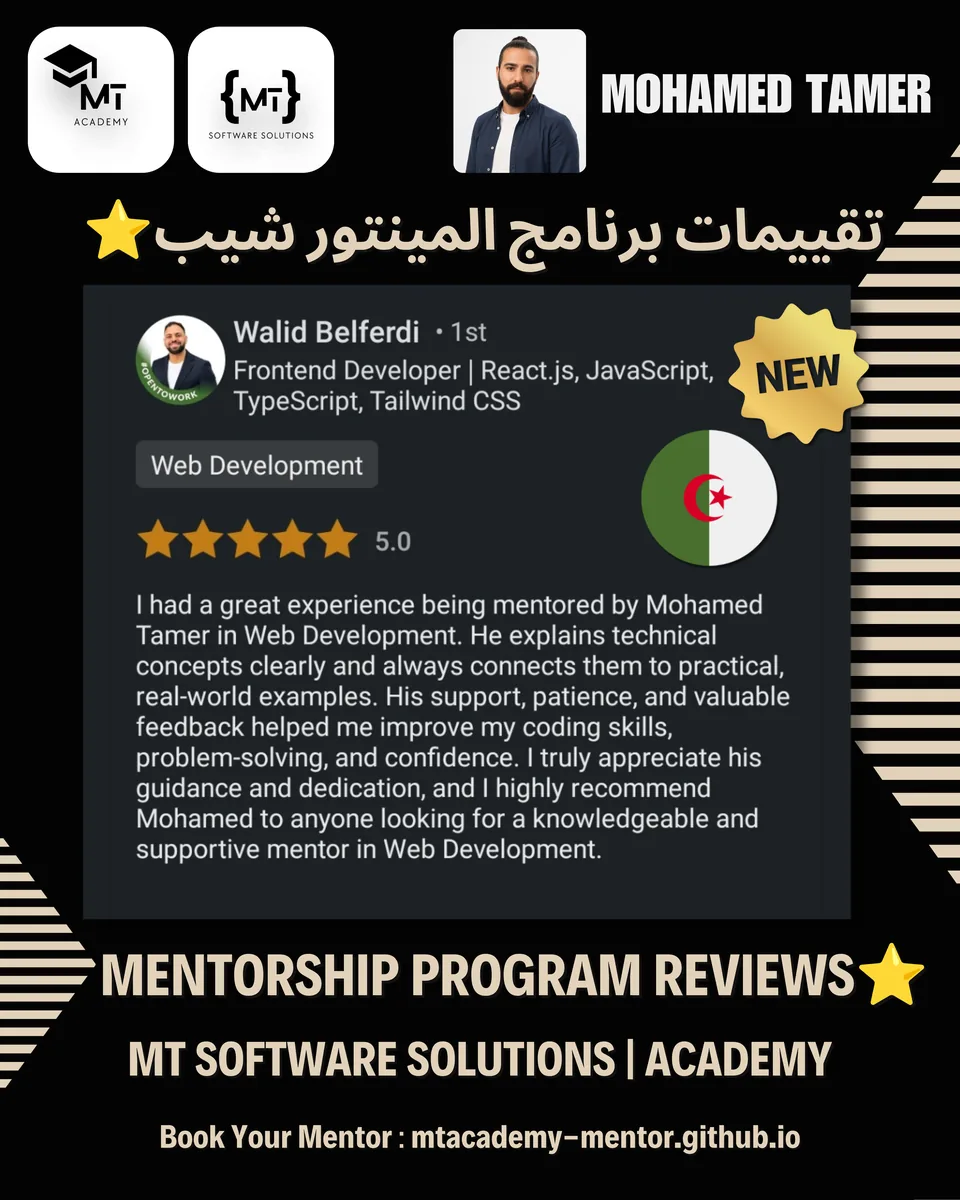 MT
ACADEMY
{MT}
SOFTWARE SOLUTIONS
MOHAMED TAMER
تقييمات برنامج المينتور شيب⭐
Walid Belferdi • 1st
Frontend Developer | React.js, JavaScript,
TypeScript, Tailwind CSS
#OPENTOWORK
NEW
Web Development
5.0
I had a great experience being mentored by Mohamed
Tamer in Web Development. He explains technical
concepts clearly and always connects them to practical,
real-world examples. His support, patience, and valuable
feedback helped me improve my coding skills,
problem-solving, and confidence. I truly appreciate his
guidance and dedication, and I highly recommend
Mohamed to anyone looking for a knowledgeable and
supportive mentor in Web Development.
MENTORSHIP PROGRAM REVIEWS⭐
MT SOFTWARE SOLUTIONS | ACADEMY
Book Your Mentor : mtacademy-mentor.github.io